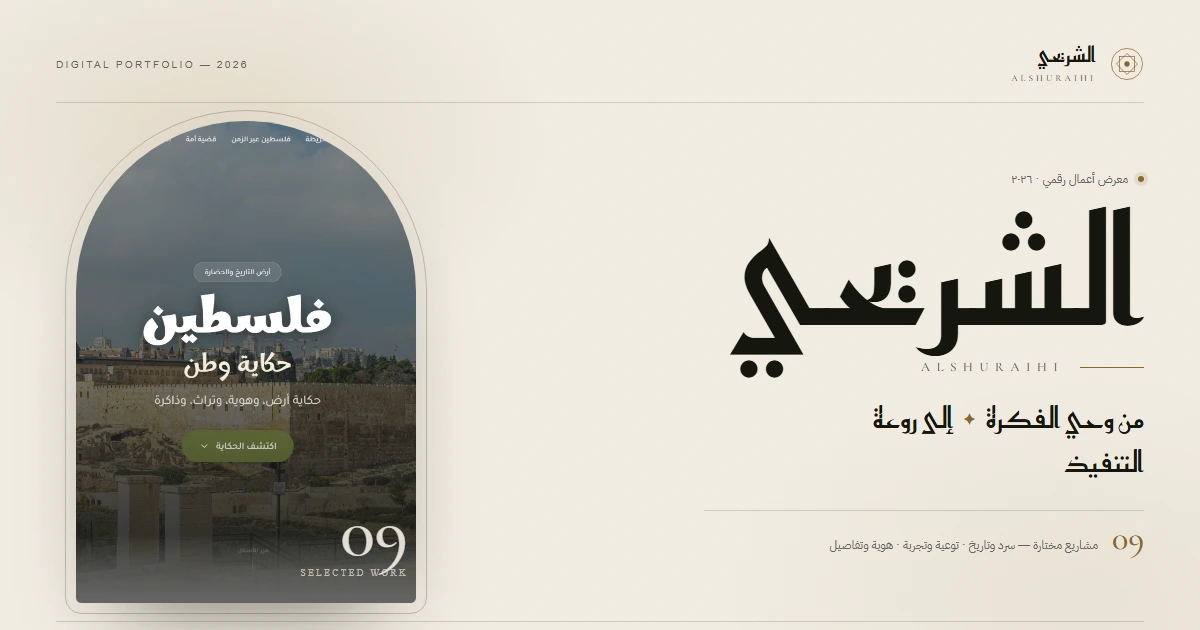 DIGITAL PORTFOLIO — 2026
الشرعي
ALSHURAIHI
معرض أعمال رقمي · ٢٠٢٦
الشرعي
ALSHURAIHI
من وحي الفكرة ✦ إلى روعة
التنفيذ
09 مشاريع مختارة — سرد وتاريخ · توعية وتجربة · هوية وتفاصيل
فلسطين عبر الزمن قضية أمة
أرض التاريخ والحضارة
فلسطين
حكاية وطن
حكاية أرض، وهوية، وتراث، وذاكرة
اكتشف الحكاية
09
SELECTED WORK